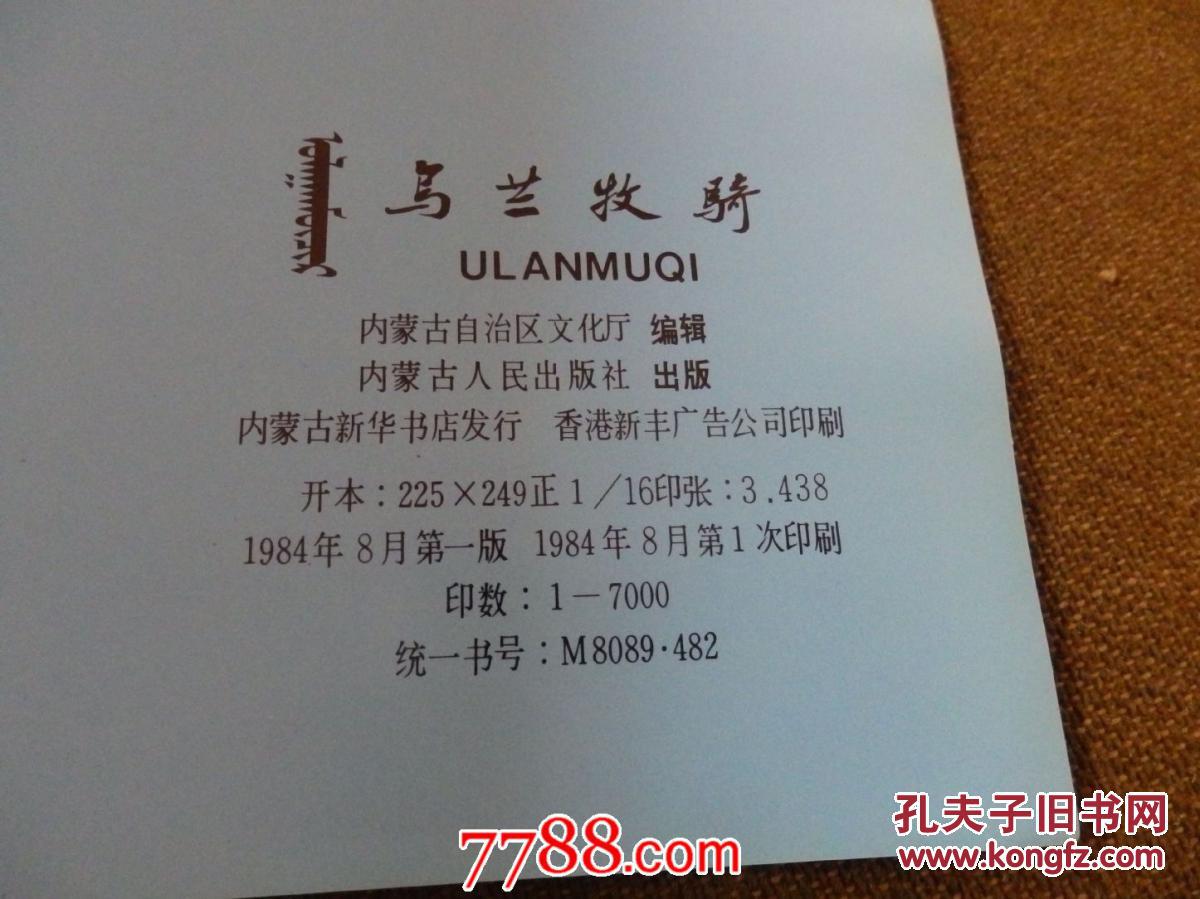 乌兰牧骑
ULANMUQI
内蒙古自治区文化厅 编辑
内蒙古人民出版社 出版
内蒙古新华书店发行 香港新丰广告公司印刷
开本：225×249正1/16印张：3.438
1984年8月第一版 1984年8月第1次印刷
印数：1—7000
统一书号：M8089·482
7788.com
孔夫子旧书网
www.kongfz.com